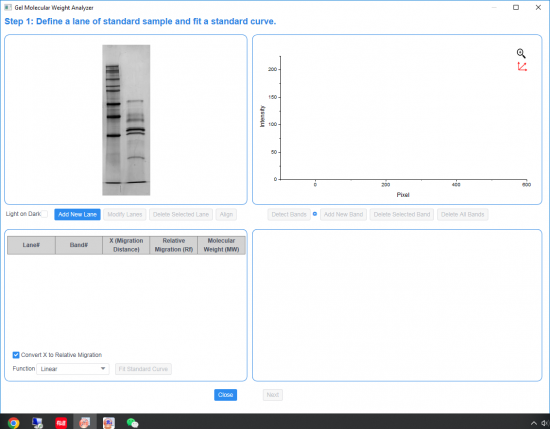 Gel Molecular Weight Analyzer
Step 1: Define a lane of standard sample and fit a standard curve.
200
150
100
50
0
Intensity
0 200 400 600
Pixel
Light on Dark Add New Lane Modify Lanes Delete Selected Lane Align
Detect Bands Add New Band Delete Selected Band Delete All Bands
Lane# Band# X (Migration Distance) Relative Migration (Rf) Molecular Weight (MW)
Convert X to Relative Migration
Function Linear Fit Standard Curve
Close Next